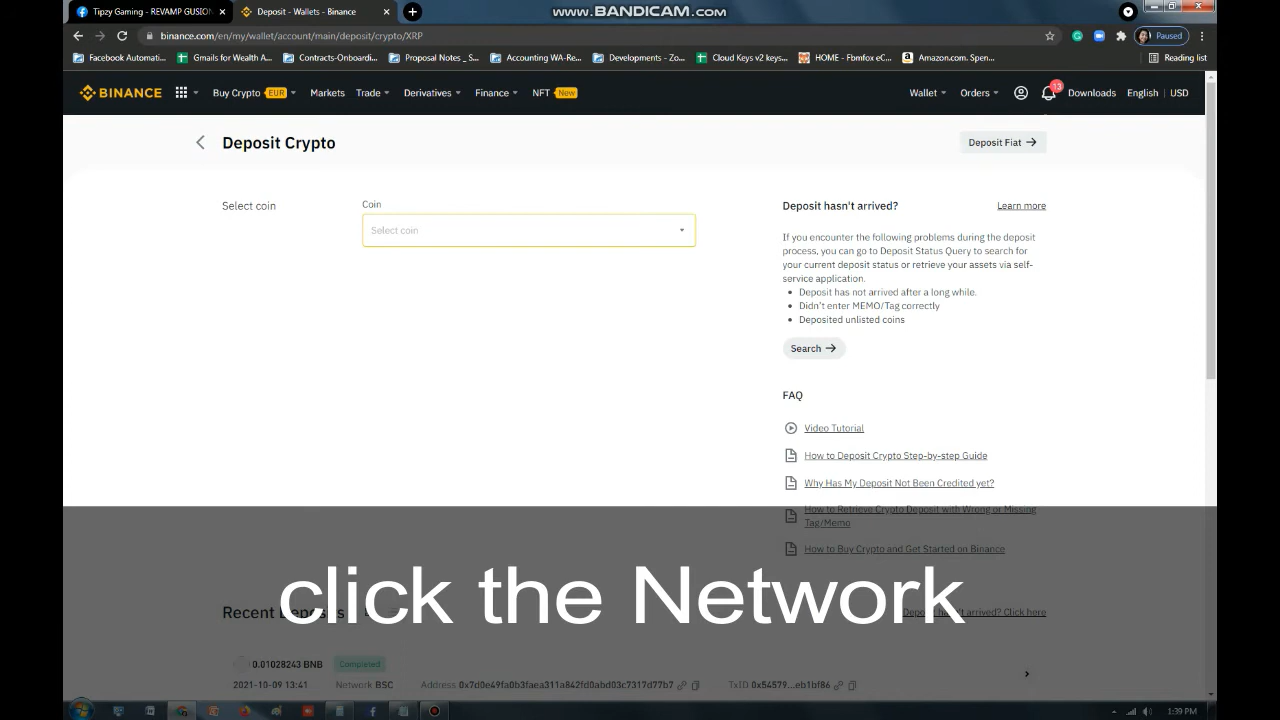 Tipzy Gaming - REVAMP GUSION
Deposit - Wallets - Binance
www.BANDICAM.com
binance.com/en/my/wallet/account/main/deposit/crypto/XRP
Paused
Facebook Automati...
Gmails for Wealth A...
Contracts-Onboard...
Proposal Notes _ S...
Accounting WA-Re...
Developments - Zo...
Cloud Keys v2 keys...
HOME - Fbmfox eC...
Amazon.com. Spen...
Reading list
BINANCE
Buy Crypto EUR
Markets
Trade
Derivatives
Finance
NFT New
Wallet
Orders
13
Downloads
English | USD
Deposit Crypto
Deposit Fiat
Select coin
Coin
Select coin
Deposit hasn't arrived?
Learn more
If you encounter the following problems during the deposit
process, you can go to Deposit Status Query to search for
your current deposit status or retrieve your assets via self-
service application.
Deposit has not arrived after a long while.
Didn't enter MEMO/Tag correctly
Deposited unlisted coins
Search
FAQ
Video Tutorial
How to Deposit Crypto Step-by-step Guide
Why Has My Deposit Not Been Credited yet?
How to Retrieve Crypto Deposit with Wrong or Missing
Tag/Memo
How to Buy Crypto and Get Started on Binance
click the Network
Recent Deposits
Deposit hasn't arrived? Click here
0.01028243 BNB
Completed
2021-10-09 13:41
Network BSC
Address 0x7d0e49fa0b3faea311a842fd0abd03c7317d77b7
TxID 0x54579...eb1bf86
1:39 PM